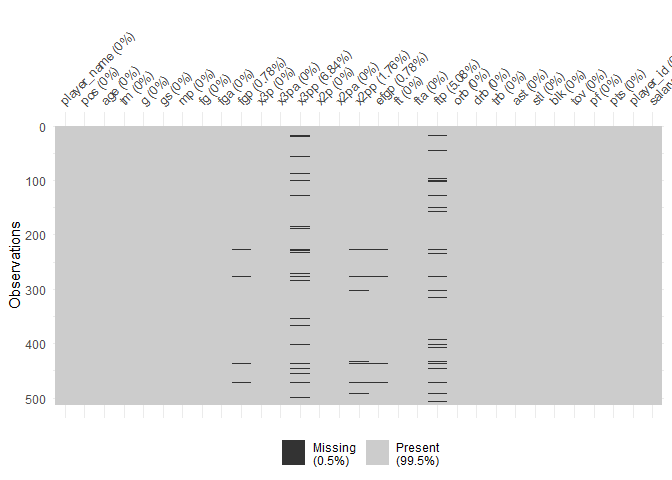 player_name (0%)
pos (0%)
age (0%)
tm (0%)
g (0%)
gs (0%)
mp (0%)
fg (0%)
fga (0%)
fgp (0.78%)
x3p (0%)
x3pa (0%)
x3pp (6.84%)
x2p (0%)
x2pa (0%)
x2pp (1.76%)
efgp (0.78%)
ft (0%)
fta (0%)
ftp (5.08%)
orb (0%)
drb (0%)
trb (0%)
ast (0%)
stl (0%)
blk (0%)
tov (0%)
pf (0%)
pts (0%)
player_id
salar
Observations
0
100
200
300
400
500
Missing
(0.5%)
Present
(99.5%)